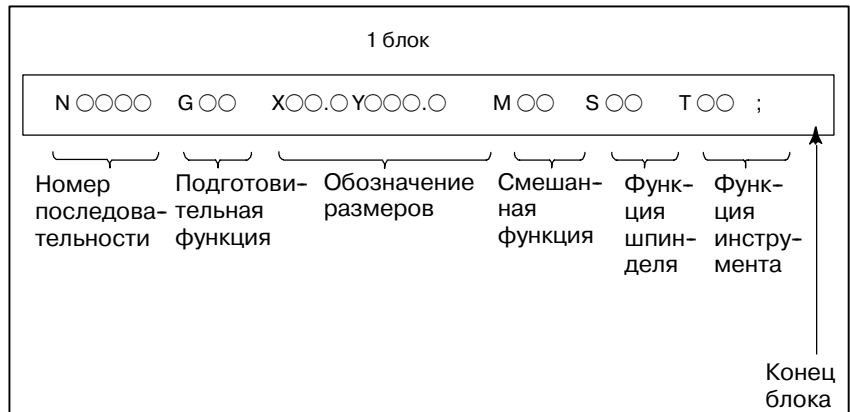 1 блок
N ○○○○ G ○○ X○○.○ Y○○○.○ M ○○ S ○○ T ○○ ;
Номер
последова-
тельности
Подготови-
тельная
функция
Обозначение
размеров
Смешан-
ная
функция
Функ-
ция
шпин-
деля
Функ-
ция
инстру-
мента
Конец
блока